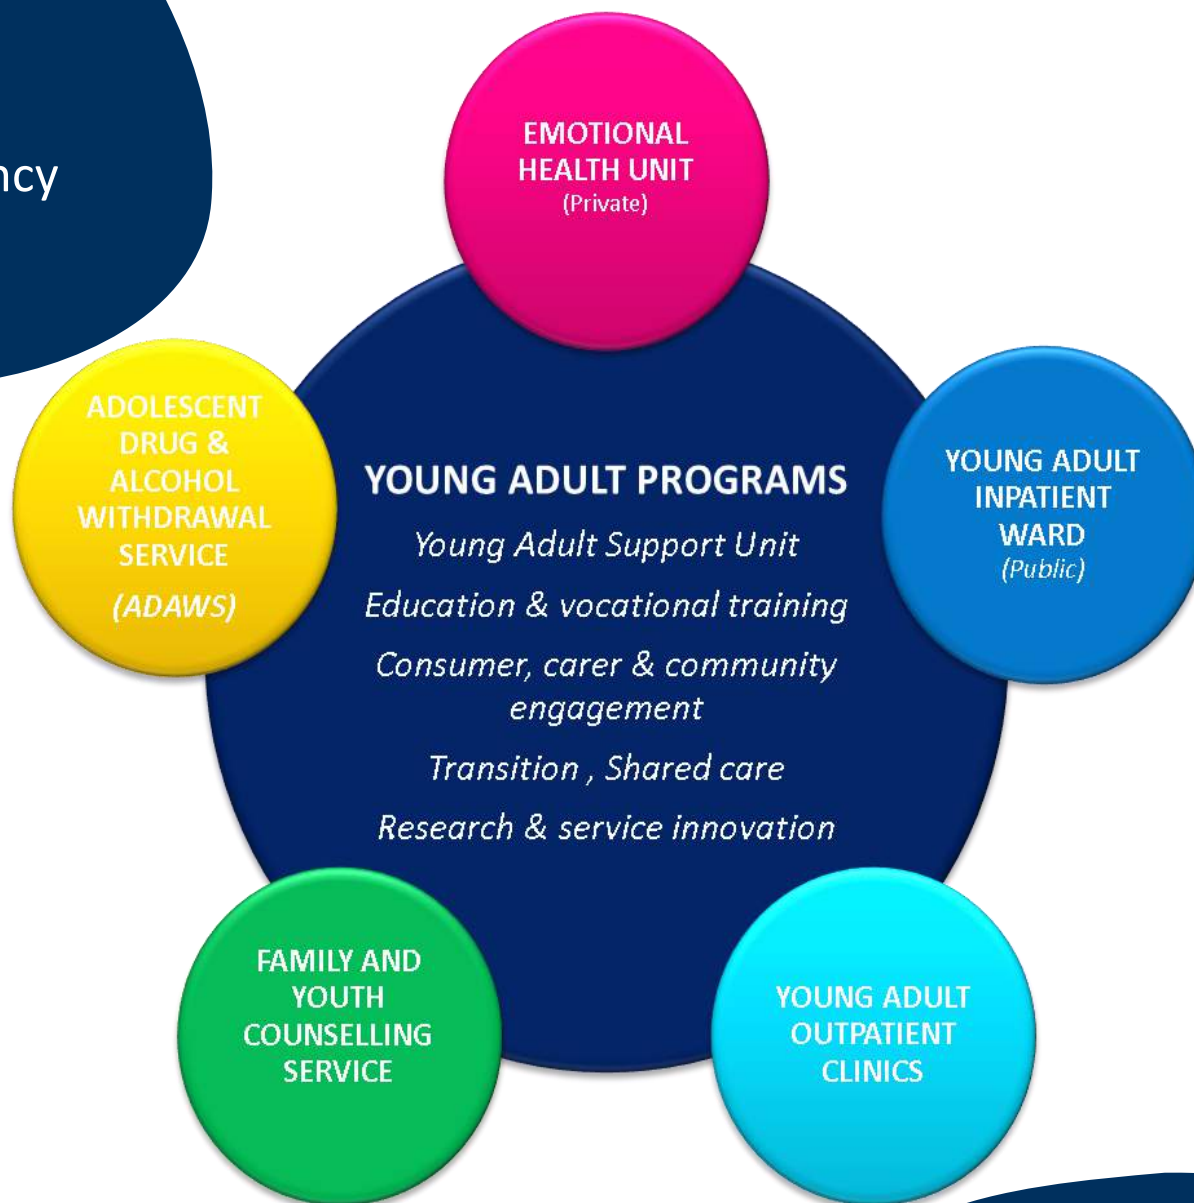 EMOTIONAL
HEALTH UNIT
(Private)
ADOLESCENT
DRUG &
ALCOHOL
WITHDRAWAL
SERVICE
(ADAWS)
YOUNG ADULT PROGRAMS
Young Adult Support Unit
Education & vocational training
Consumer, carer & community
engagement
Transition , Shared care
Research & service innovation
YOUNG ADULT
INPATIENT
WARD
(Public)
FAMILY AND
YOUTH
COUNSELLING
SERVICE
YOUNG ADULT
OUTPATIENT
CLINICS